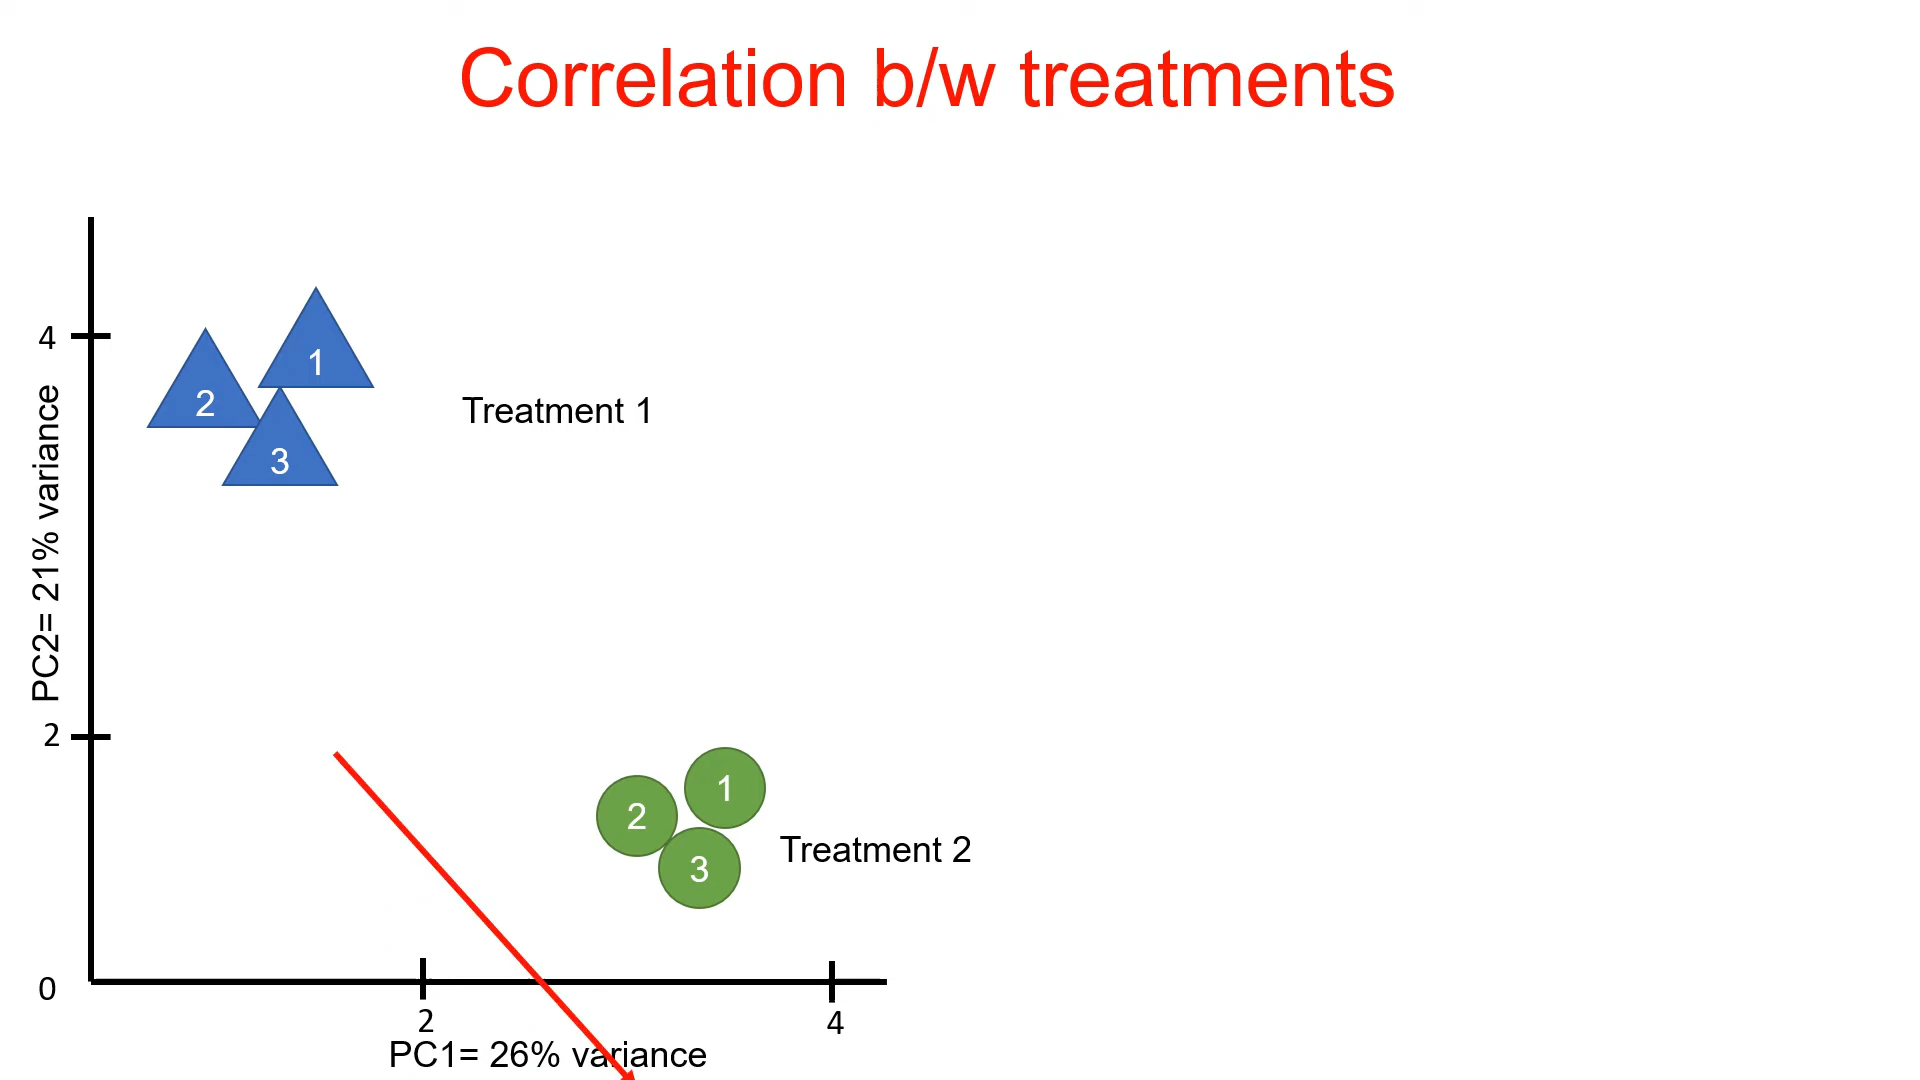 Correlation b/w treatments
4
1
2
3
Treatment 1
PC2= 21% variance
2
1
2
3
Treatment 2
0
2
4
PC1= 26% variance